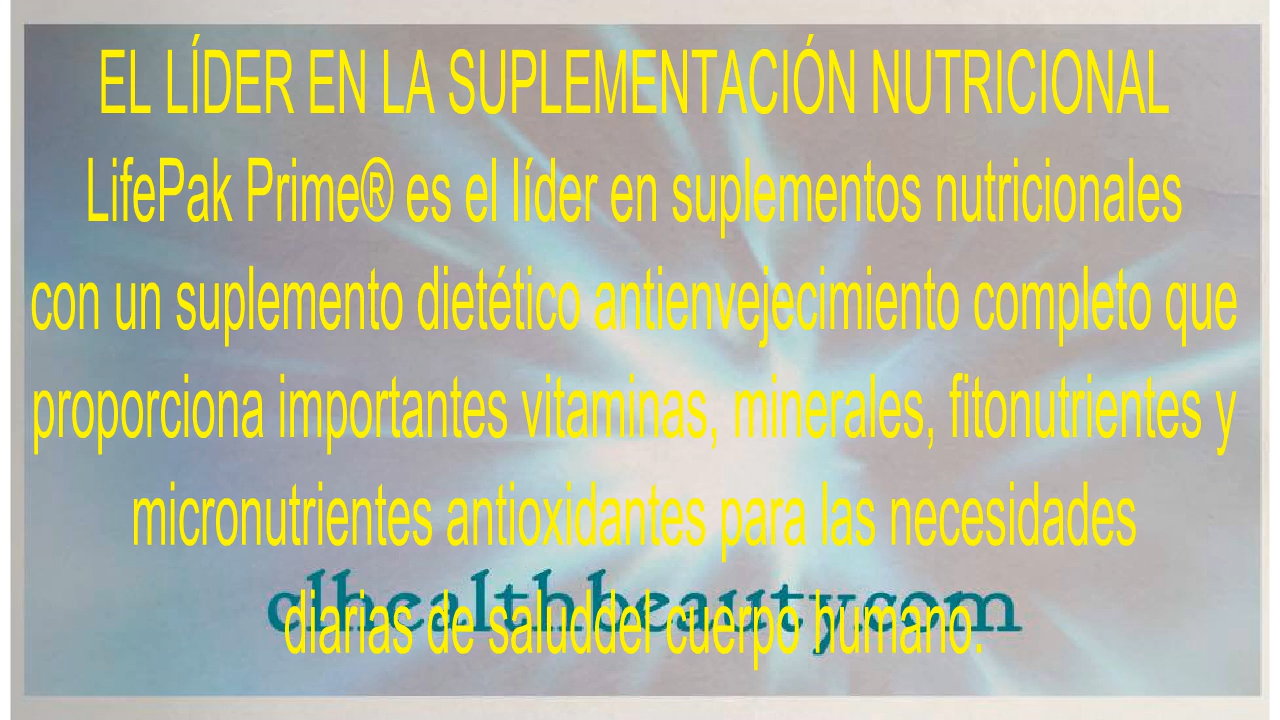 EL LÍDER EN LA SUPLEMENTACIÓN NUTRICIONAL
LifePak Prime® es el líder en suplementos nutricionales
con un suplemento dietético antienvejecimiento completo que
proporciona importantes vitaminas, minerales, fitonutrientes y
micronutrientes antioxidantes para las necesidades
diarias de saluddel cuerpo humano.
clhealthbeauty.com